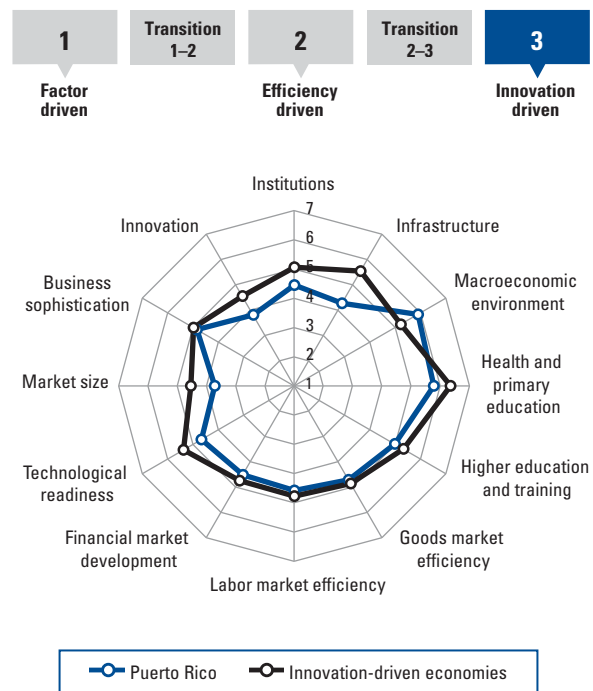 1
Transition
1–2
2
Transition
2–3
3
Factor
driven
Efficiency
driven
Innovation
driven
Institutions
7
Innovation
6
Infrastructure
5
Business
sophistication
4
Macroeconomic
environment
3
2
Market size
1
Health and
primary
education
Technological
readiness
Higher education
and training
Financial market
development
Goods market
efficiency
Labor market efficiency
Puerto Rico
Innovation-driven economies